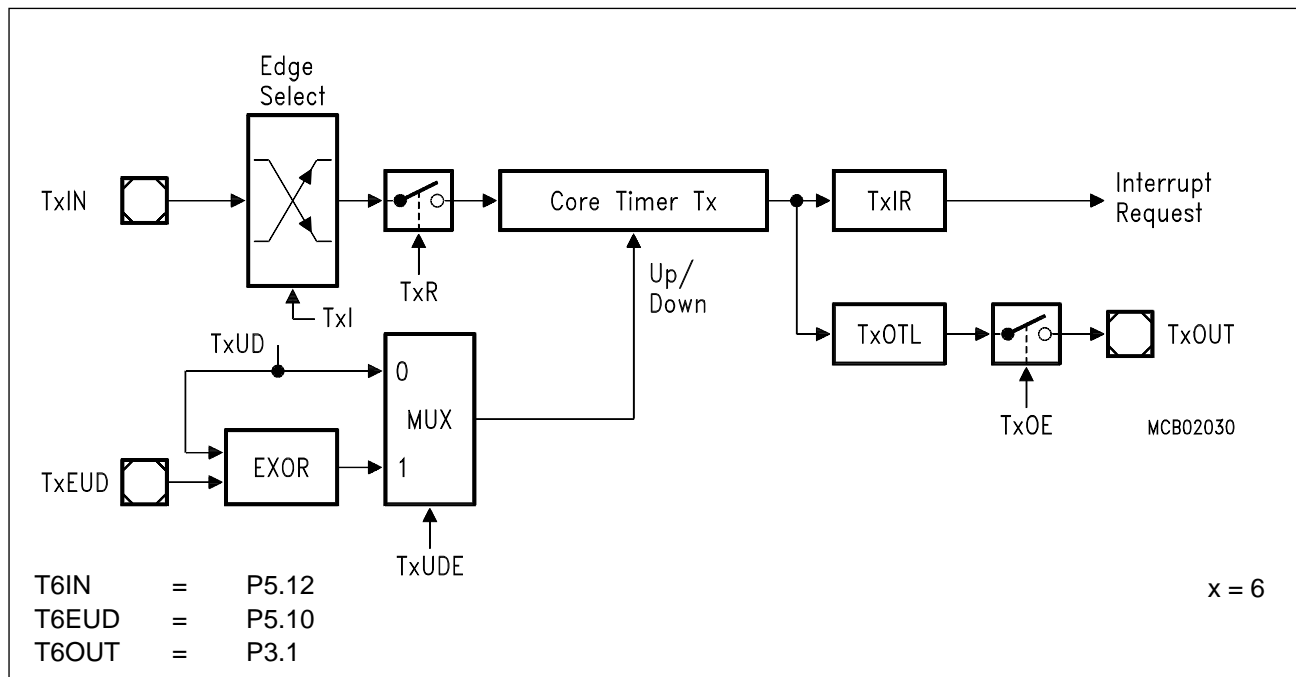 Edge
Select
TxIN
TxR
Core Timer Tx
TxIR
Interrupt
Request
TxI
Up/
Down
TxOTL
TxOUT
TxOE
MCB02030
TxUD
0
MUX
1
EXOR
TxEUD
TxUDE
T6IN = P5.12
T6EUD = P5.10
T6OUT = P3.1
x = 6